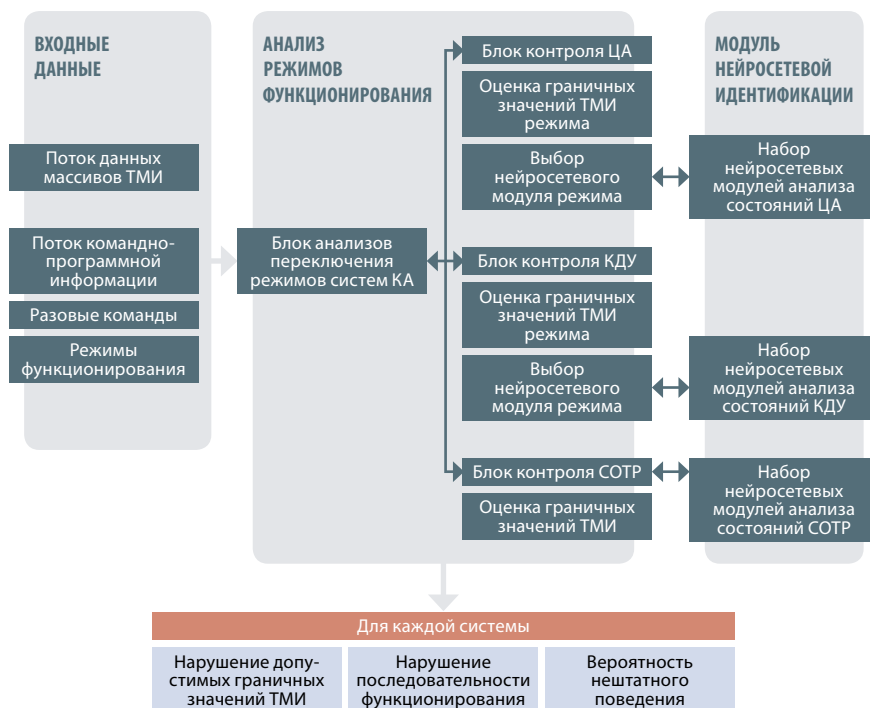 ВХОДНЫЕ
ДАННЫЕ
Поток данных
массивов ТМИ
Поток командно-
программной
информации
Разовые команды
Режимы
функционирования
АНАЛИЗ
РЕЖИМОВ
ФУНКЦИОНИРОВАНИЯ
Блок анализов
переключения
режимов систем КА
Блок контроля ЦА
Оценка граничных
значений ТМИ
режима
Выбор
нейросетевого
модуля режима
Блок контроля КДУ
Оценка граничных
значений ТМИ
режима
Выбор
нейросетевого
модуля режима
Блок контроля СОТР
Оценка граничных
значений ТМИ
МОДУЛЬ
НЕЙРОСЕТЕВОЙ
ИДЕНТИФИКАЦИИ
Набор
нейросетевых
модулей анализа
состояний ЦА
Набор
нейросетевых
модулей анализа
состояний КДУ
Набор
нейросетевых
модулей анализа
состояний СОТР
Для каждой системы
Нарушение допу-
стимых граничных
значений ТМИ
Нарушение
последовательности
функционирования
Вероятность
нештатного
поведения